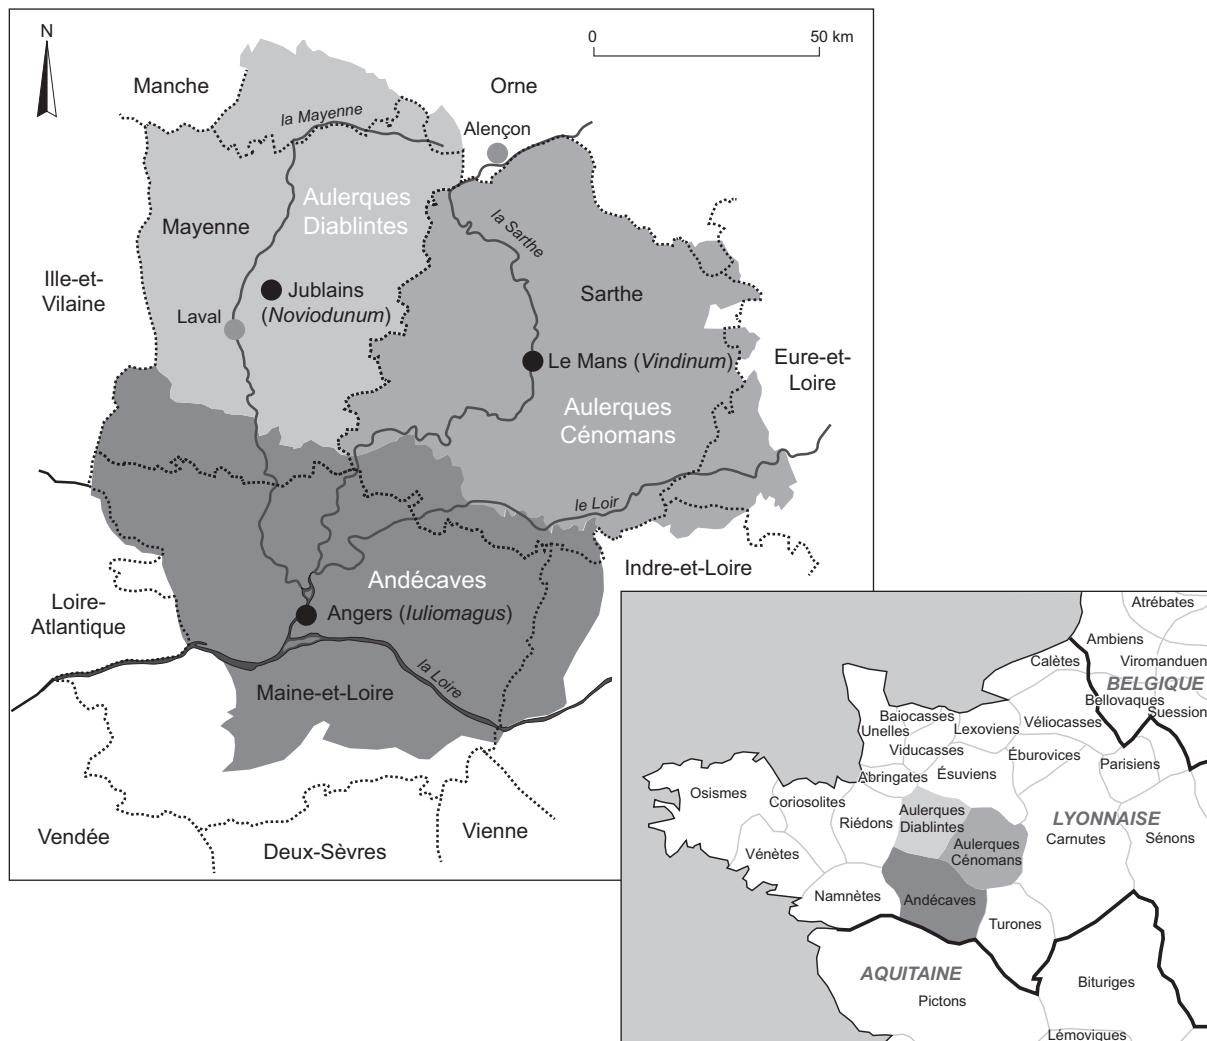 N
0
50 km
Manche
Orne
la Mayenne
Alençon
Aulerques
Diablintes
Mayenne
la Sarthe
Ille-et-
Vilaine
Jublains
(Noviodunum)
Sarthe
Laval
Le Mans (Vindinum)
Eure-et-
Loire
Aulerques
Cénomans
le Loir
Indre-et-Loire
Andécaves
Loire-
Atlantique
Angers (Iuliomagus)
la Loire
Maine-et-Loire
Vendée
Deux-Sèvres
Vienne
Atrébates
Ambiens
Calètes
Viromanduen
BELGIQUE
Bellovaques
Suession
Baiocasses
Unelles
Lexoviens
Véliocasses
Viducasses
Éburovices
Parisiens
Abringates
Ésuviens
Osismes
Coriosolites
Riédons
Aulerques
Diablintes
LYONNAISE
Carnutes
Sénons
Aulerques
Cénomans
Vénètes
Namnètes
Andécaves
Turones
AQUITAINE
Pictons
Bituriges
Lémoviques